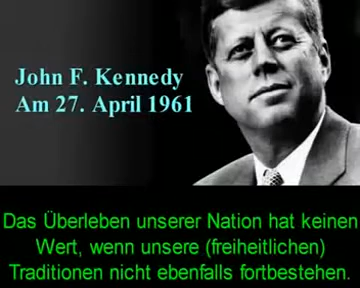 John F. Kennedy
Am 27. April 1961
Das Überleben unserer Nation hat keinen
Wert, wenn unsere (freiheitlichen)
Traditionen nicht ebenfalls fortbestehen.